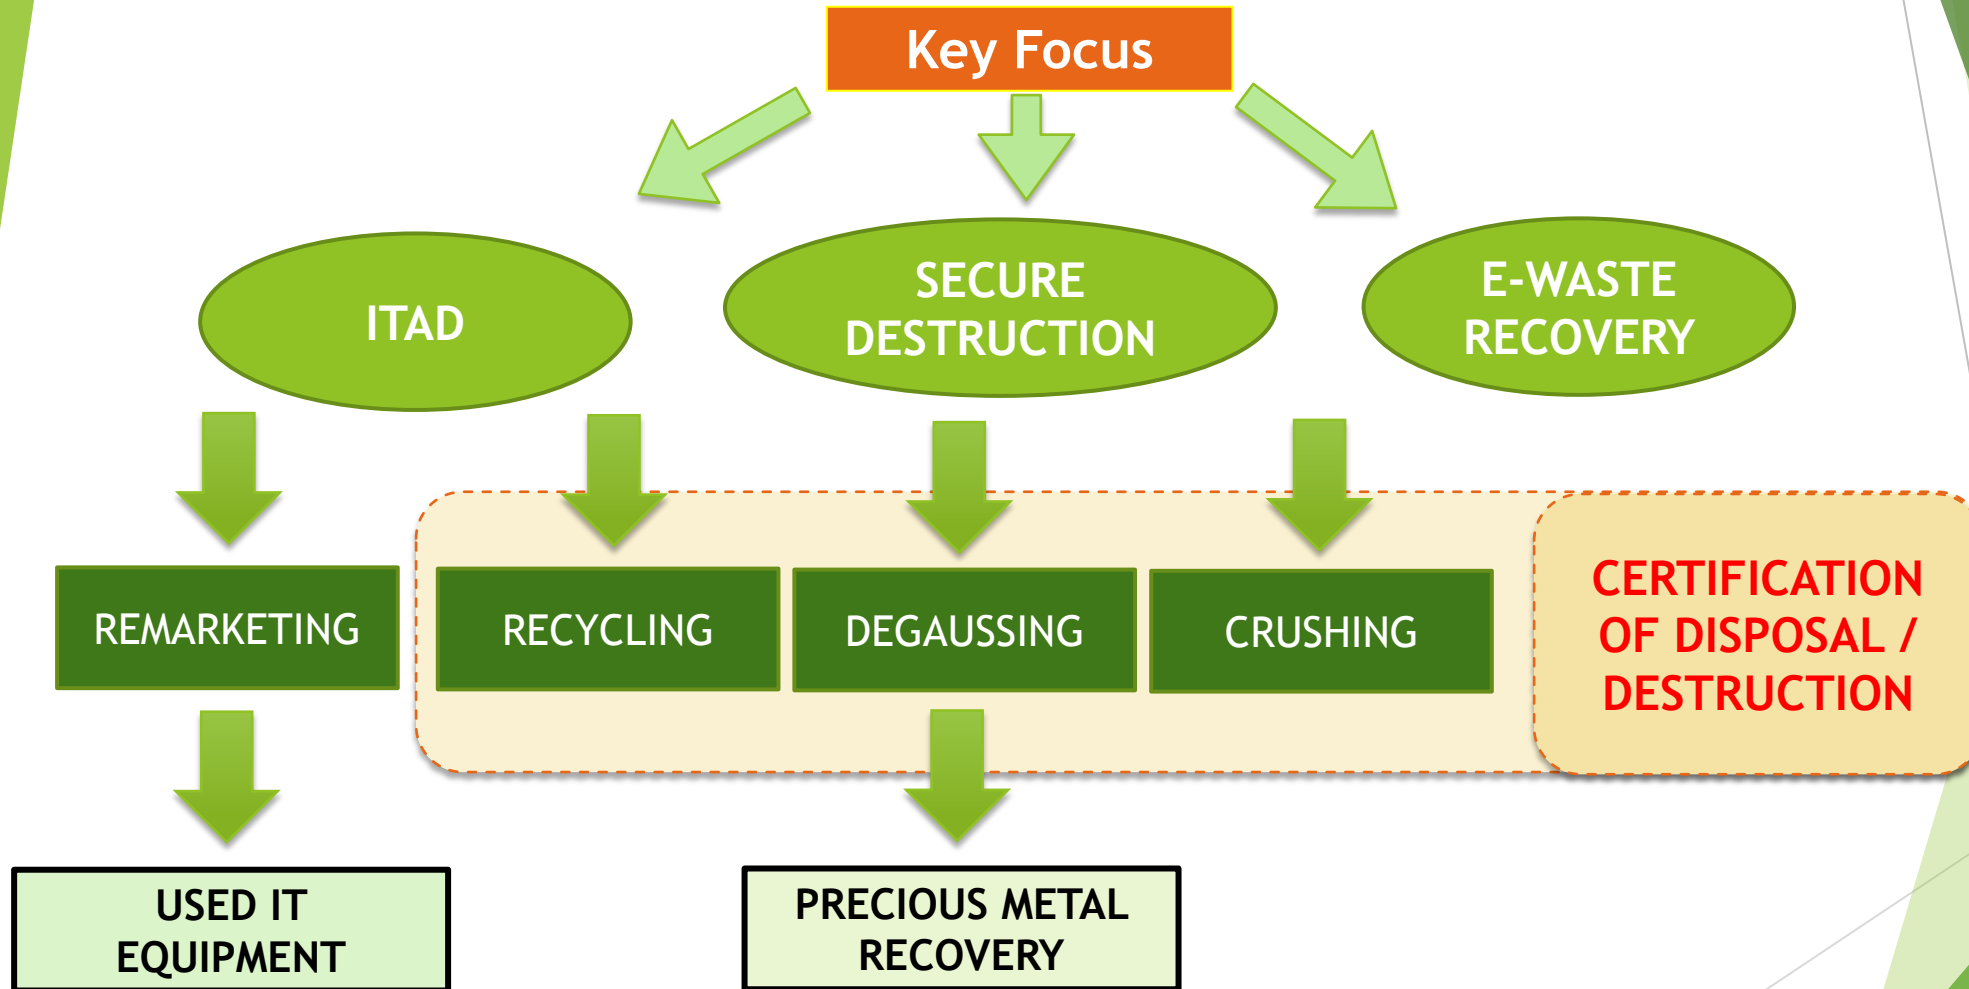 Key Focus
ITAD
SECURE
DESTRUCTION
E-WASTE
RECOVERY
REMARKETING
RECYCLING
DEGAUSSING
CRUSHING
CERTIFICATION
OF DISPOSAL /
DESTRUCTION
USED IT
EQUIPMENT
PRECIOUS METAL
RECOVERY